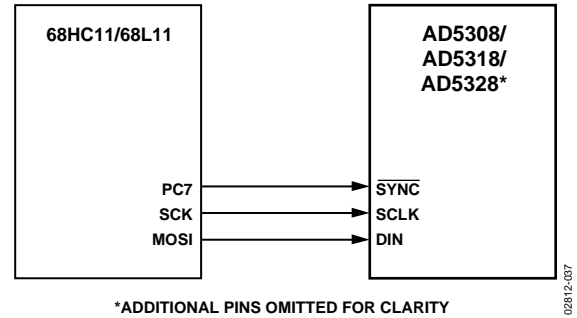 68HC11/68L11
AD5308/
AD5318/
AD5328*
PC7
SCK
MOSI
SYNC
SCLK
DIN
*ADDITIONAL PINS OMITTED FOR CLARITY
02812-037